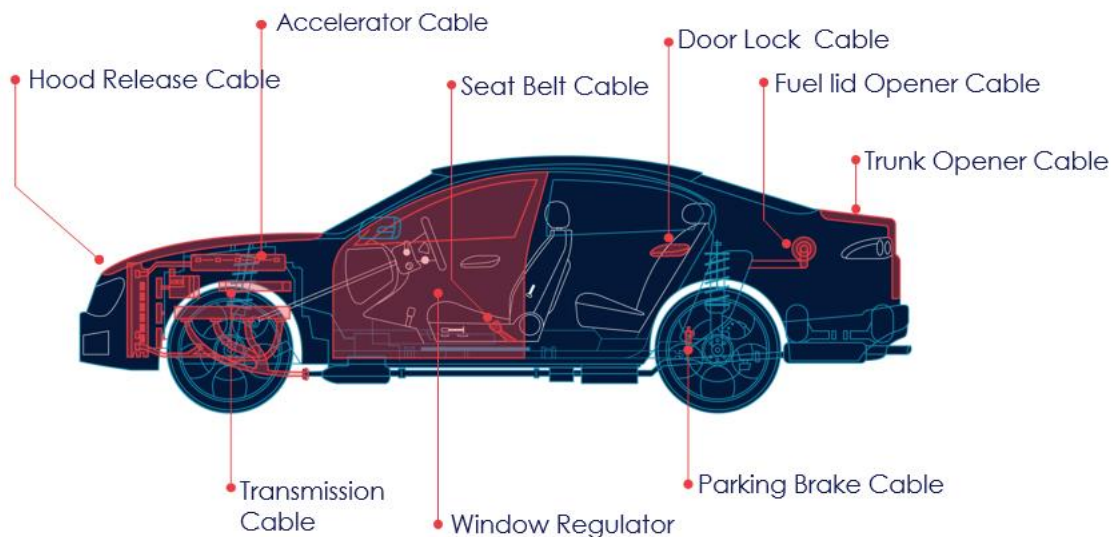 Accelerator Cable
Door Lock Cable
Hood Release Cable
Seat Belt Cable
Fuel lid Opener Cable
Trunk Opener Cable
Transmission
Cable
Window Regulator
Parking Brake Cable